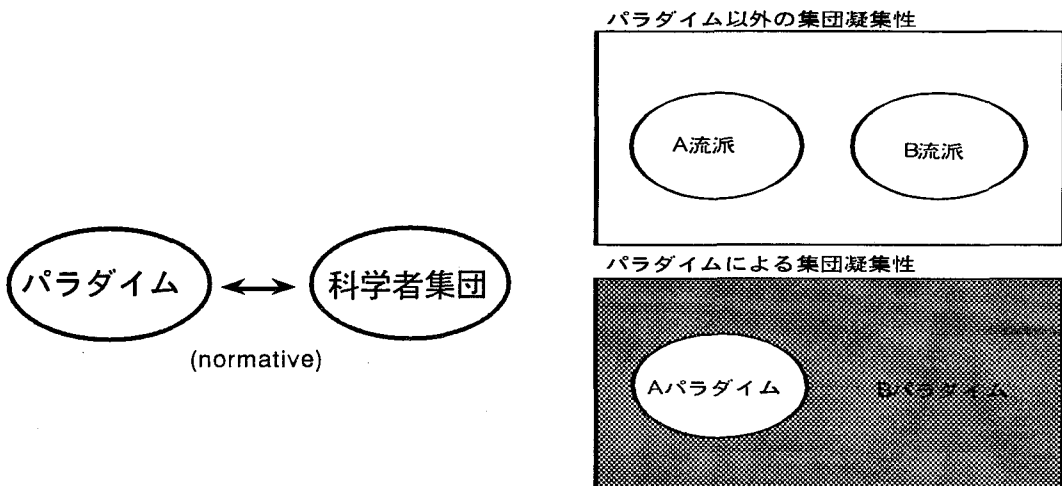 パラダイム
科学者集団
(normative)
パラダイム以外の集団凝集性
A流派
B流派
パラダイムによる集団凝集性
Aパラダイム
Bパラダイム